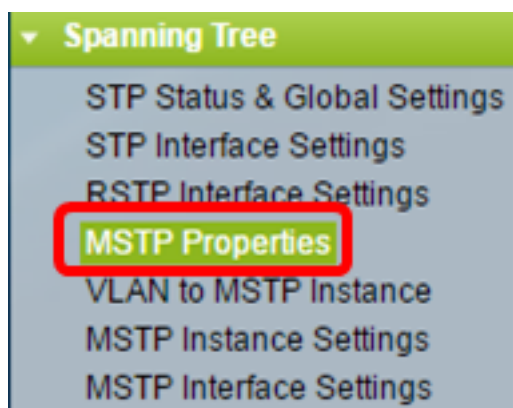 Spanning Tree
STP Status & Global Settings
STP Interface Settings
RSTP Interface Settings
MSTP Properties
VLAN to MSTP Instance
MSTP Instance Settings
MSTP Interface Settings